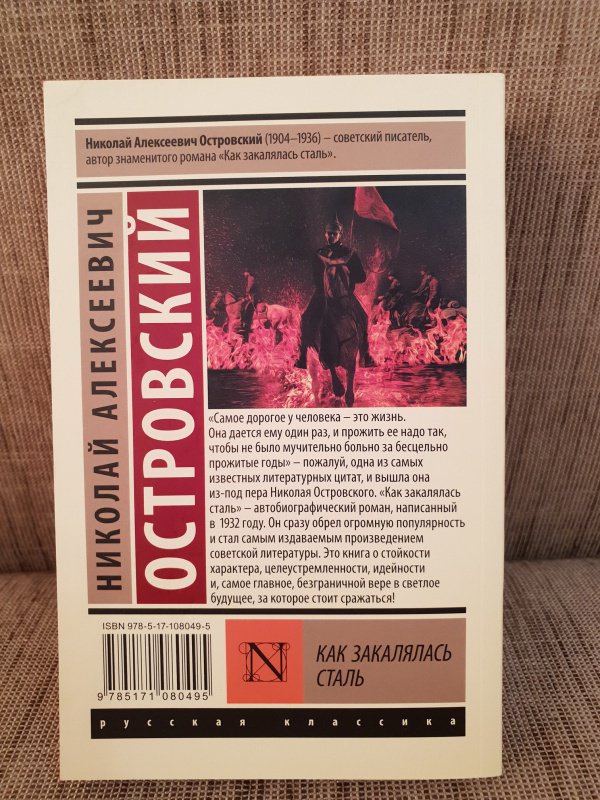 Николай Алексеевич Островский (1904–1936) – советский писатель,
автор знаменитого романа «Как закалялась сталь».
НИКОЛАЙ АЛЕКСЕЕВИЧ
ОСТРОВСКИЙ
«Самое дорогое у человека – это жизнь.
Она дается ему один раз, и прожить ее надо так,
чтобы не было мучительно больно за бесцельно
прожитые годы» – пожалуй, одна из самых
известных литературных цитат, и вышла она
из-под пера Николая Островского. «Как закалялась
сталь» – автобиографический роман, написанный
в 1932 году. Он сразу обрел огромную популярность
и стал самым издаваемым произведением
советской литературы. Это книга о стойкости
характера, целеустремленности, идейности
и, самое главное, безграничной вере в светлое
будущее, за которое стоит сражаться!
ISBN 978-5-17-108049-5
9 785171 080495
N
КАК ЗАКАЛЯЛАСЬ
СТАЛЬ
русская классика